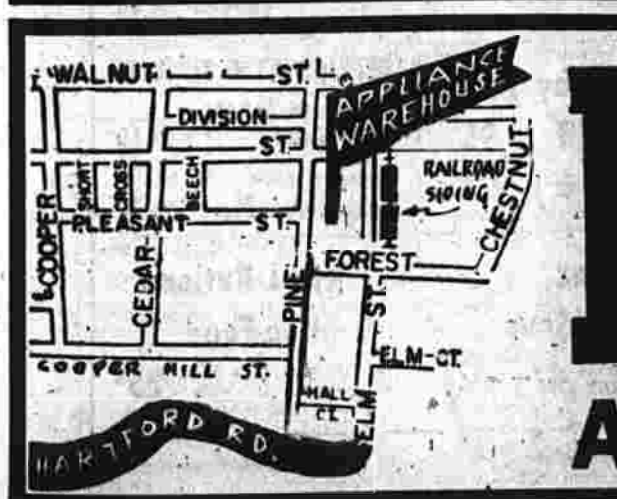 WALNUT ST.
APPLIANCE
WAREHOUSE
DIVISION
ST.
SHORT
CROSS
BEECH
RAILROAD
SIDING
CHESTNUT
PLEASANT ST.
COOPER
CEDAR
PINE
FOREST
ST.
ELM-CT.
COOPER HILL ST.
HALL
CT.
ELM
HARTFORD RD.
A